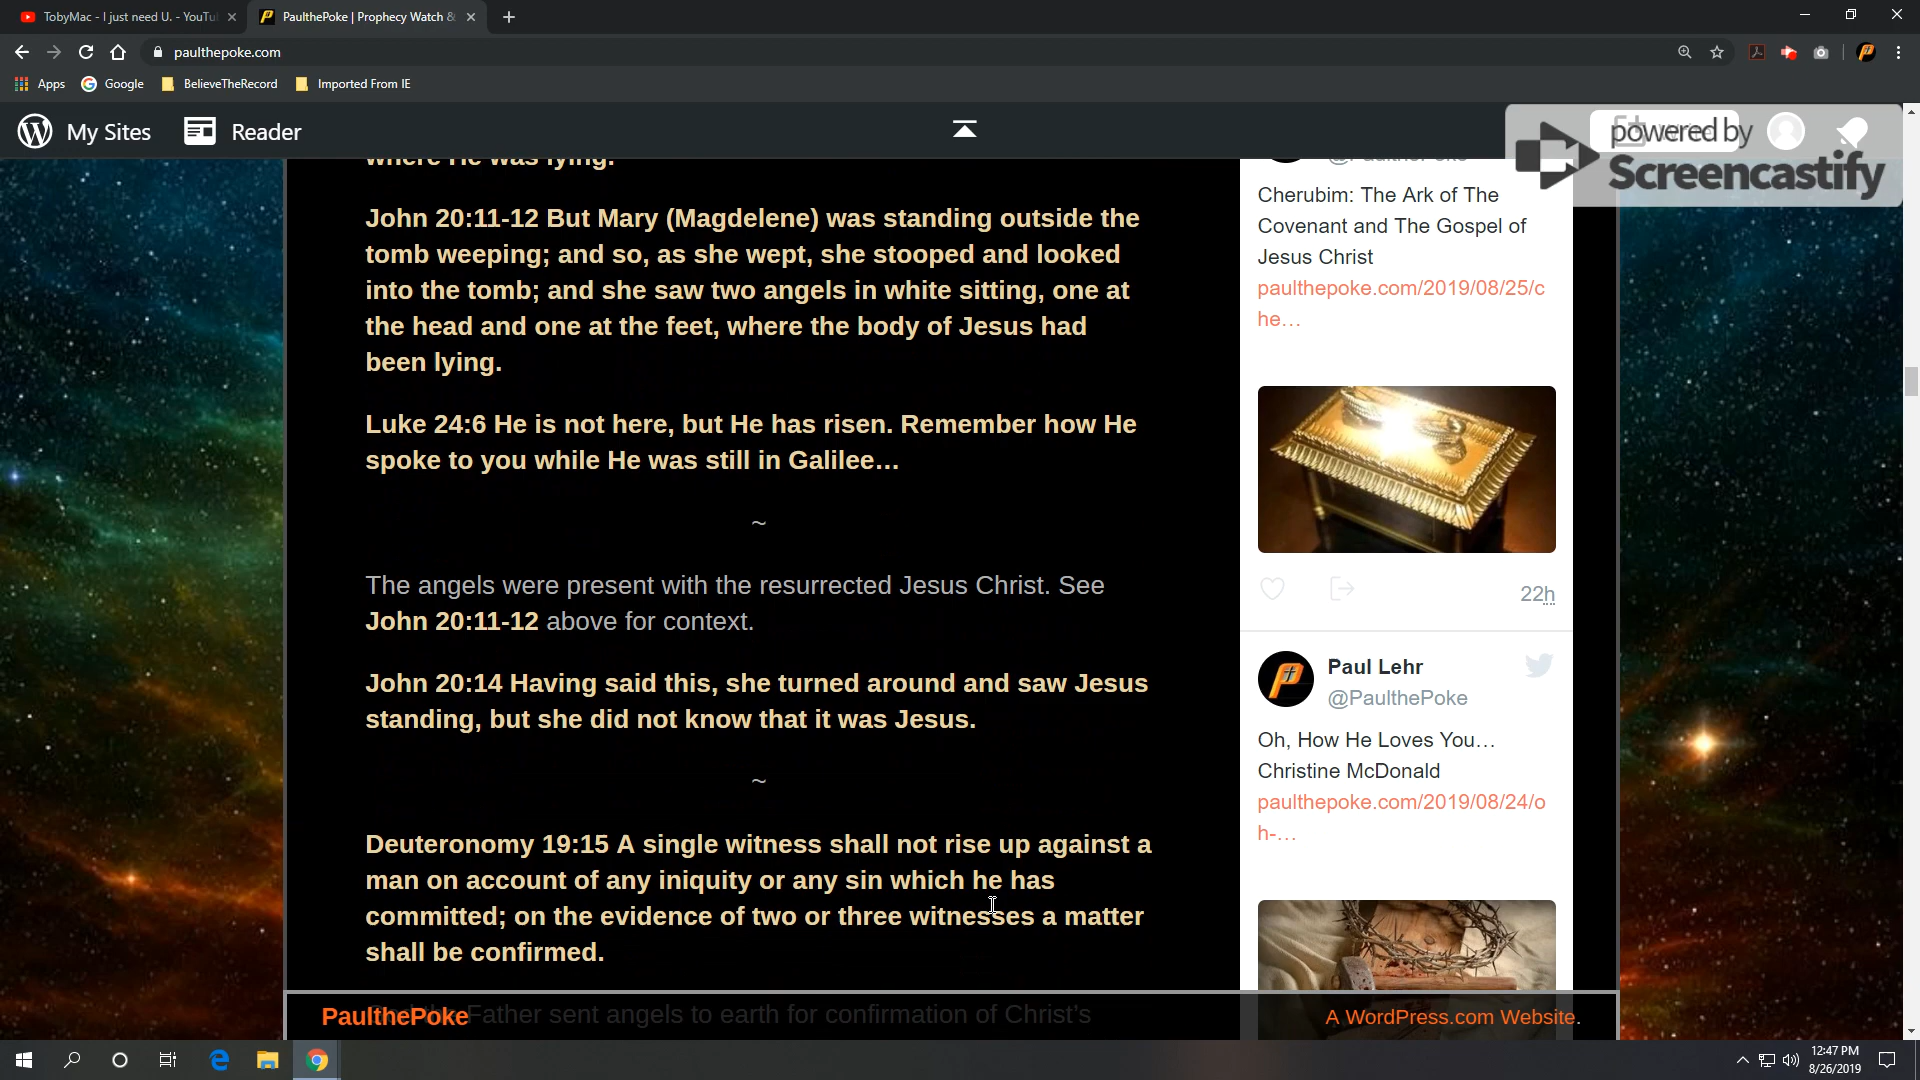 TobyMac - I just need U. - YouTu
PaulthePoke | Prophecy Watch &
paulthepoke.com
Apps
Google
BelieveTheRecord
Imported From IE
My Sites
Reader
powered by
Screencastify
where He was lying.
John 20:11-12 But Mary (Magdelene) was standing outside the
tomb weeping; and so, as she wept, she stooped and looked
into the tomb; and she saw two angels in white sitting, one at
the head and one at the feet, where the body of Jesus had
been lying.
Luke 24:6 He is not here, but He has risen. Remember how He
spoke to you while He was still in Galilee…
~
The angels were present with the resurrected Jesus Christ. See
John 20:11-12 above for context.
John 20:14 Having said this, she turned around and saw Jesus
standing, but she did not know that it was Jesus.
~
Deuteronomy 19:15 A single witness shall not rise up against a
man on account of any iniquity or any sin which he has
committed; on the evidence of two or three witnesses a matter
shall be confirmed.
Father sent angels to earth for confirmation of Christ's
@PaulthePoke
Cherubim: The Ark of The
Covenant and The Gospel of
Jesus Christ
paulthepoke.com/2019/08/25/c
he…
22h
Paul Lehr
@PaulthePoke
Oh, How He Loves You…
Christine McDonald
paulthepoke.com/2019/08/24/o
h-…
PaulthePoke
A WordPress.com Website.
12:47 PM
8/26/2019